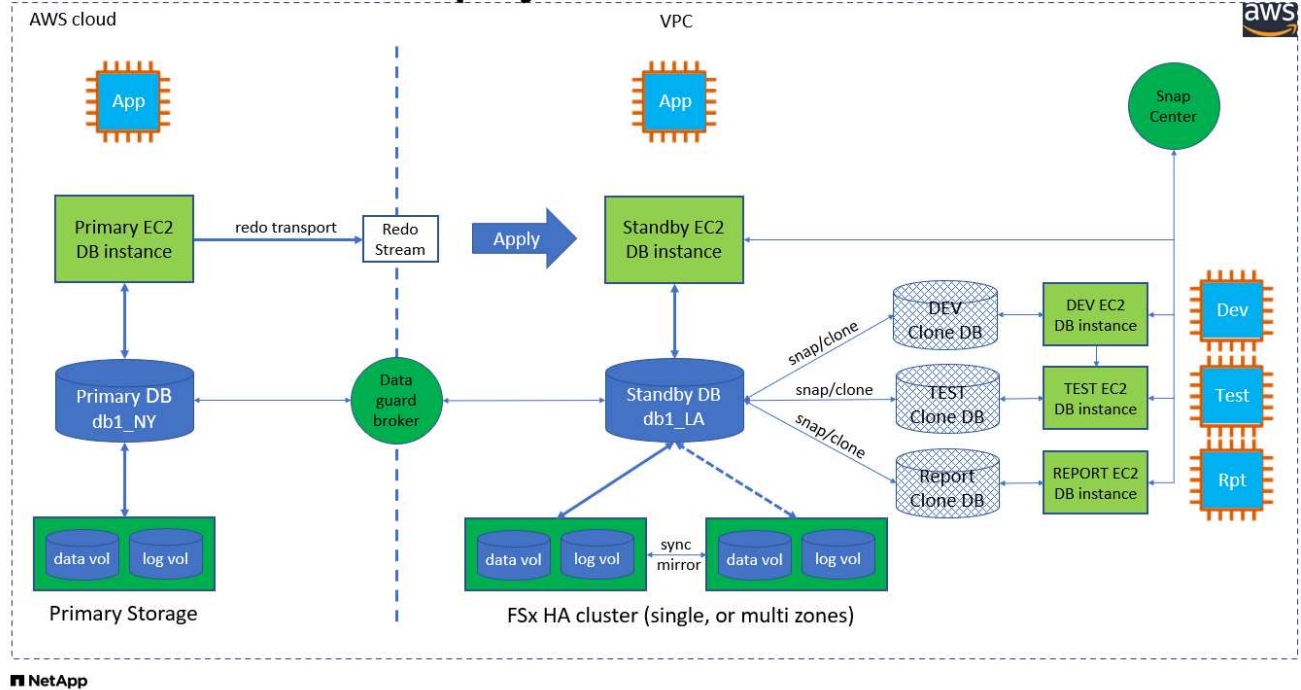 AWS cloud
VPC
aws
App
App
Snap
Center
Primary EC2
DB instance
redo transport
Redo
Stream
Apply
Standby EC2
DB instance
DEV
Clone DB
DEV EC2
DB instance
Dev
snap/clone
Primary DB
db1_NY
Data
guard
broker
Standby DB
db1_LA
snap/clone
TEST
Clone DB
TEST EC2
DB instance
Test
snap/clone
Report
Clone DB
REPORT EC2
DB instance
Rpt
data vol
log vol
data vol
log vol
sync
mirror
data vol
log vol
Primary Storage
FSx HA cluster (single, or multi zones)
NetApp